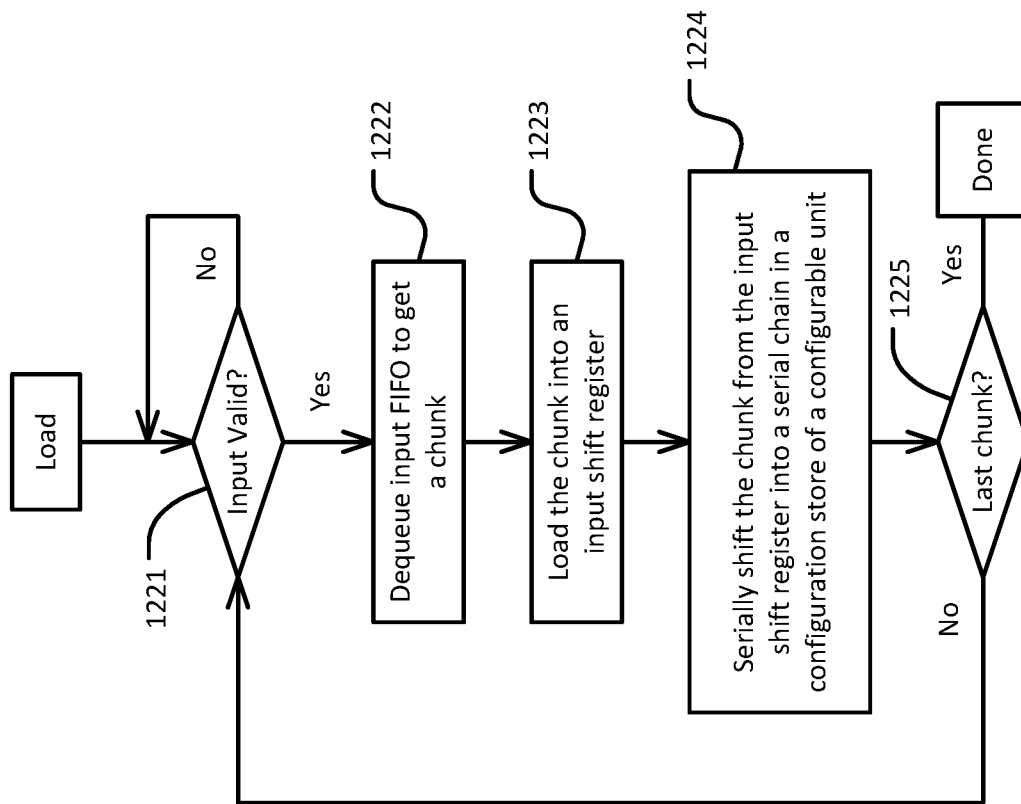 Load
Input Valid?
1221
No
Yes
Dequeue input FIFO to get
a chunk
1222
Load the chunk into an
input shift register
1223
Serially shift the chunk from the input
shift register into a serial chain in a
configuration store of a configurable unit
1224
Last chunk?
1225
No
Yes
Done